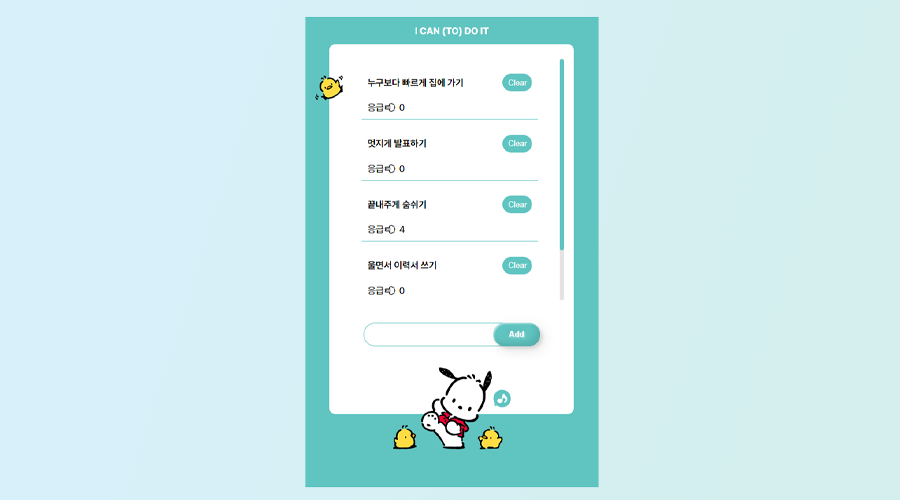 I CAN (TO) DO IT
누구보다 빠르게 집에 가기
Clear
응급 0
멋지게 발표하기
Clear
응급 0
끝내주게 숨쉬기
Clear
응급 4
울면서 이력서 쓰기
Clear
응급 0
Add